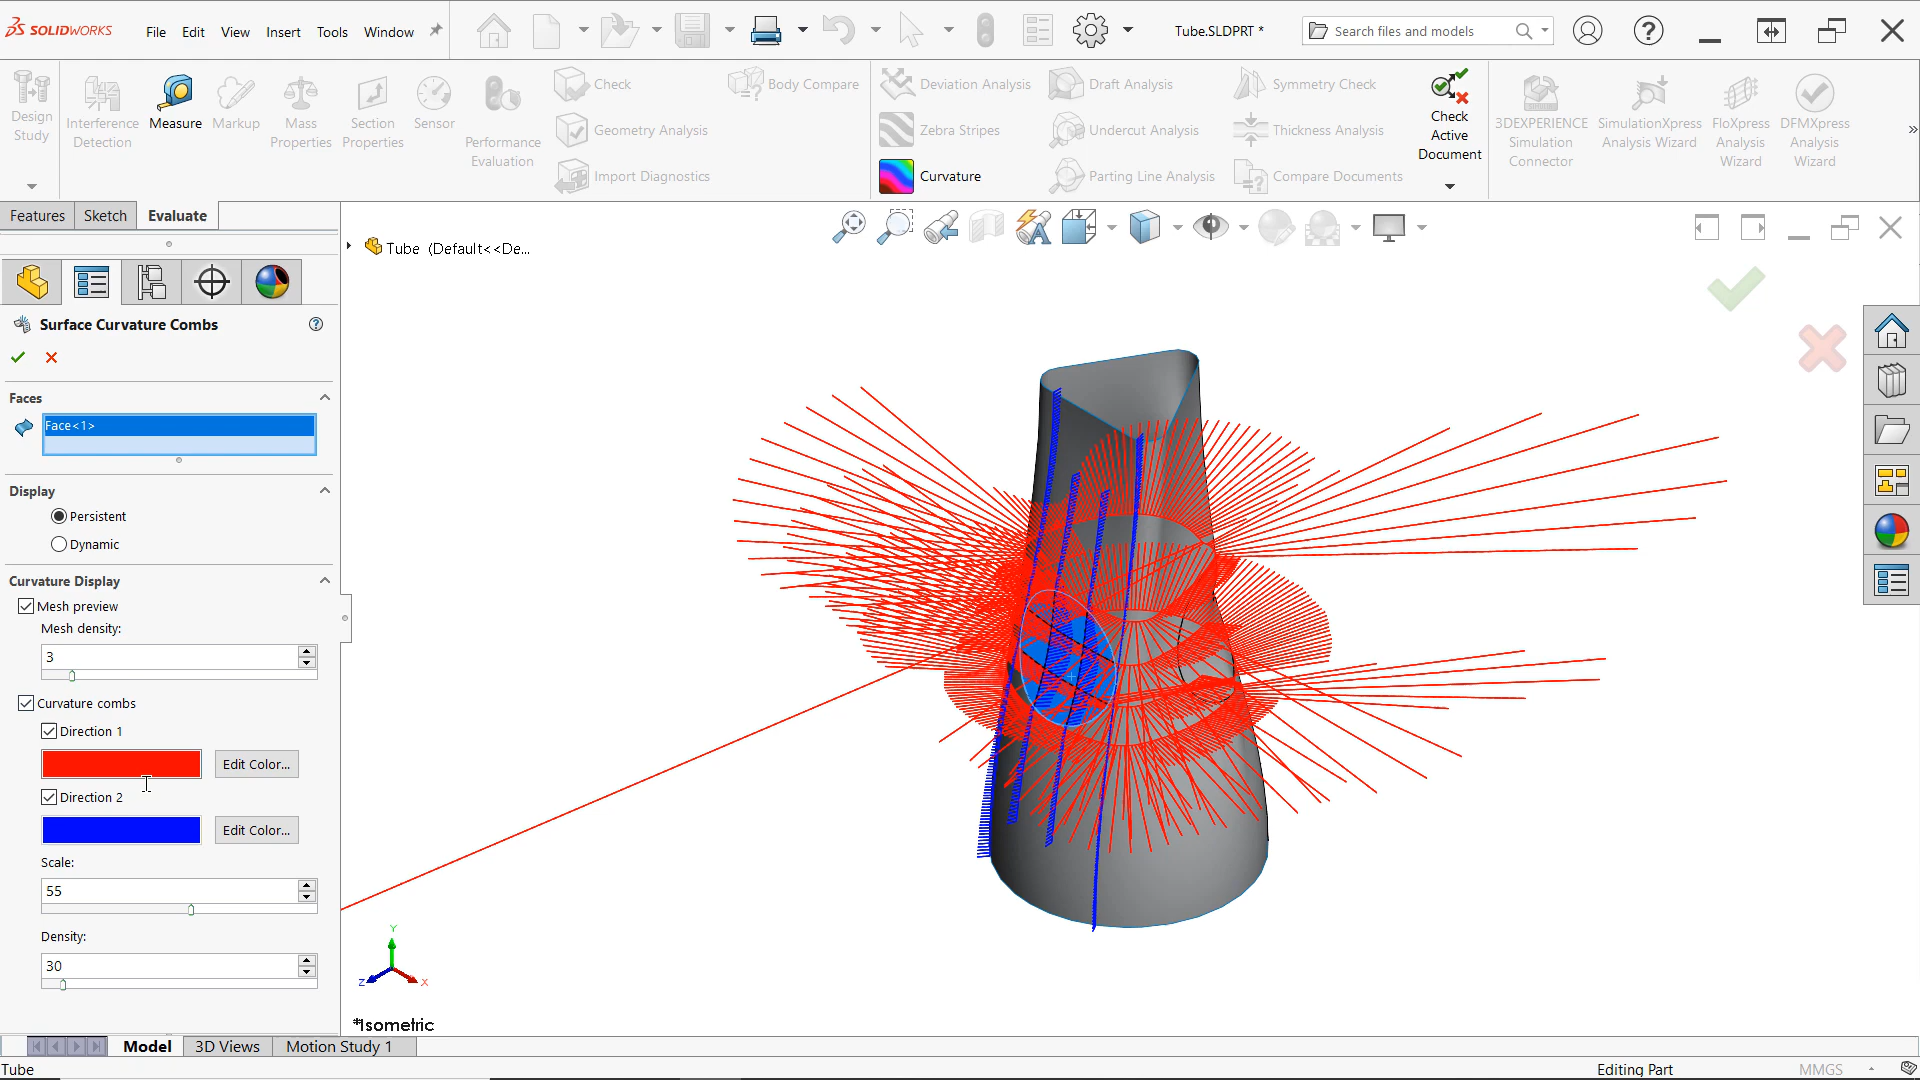 SOLIDWORKS
File Edit View Insert Tools Window
Tube.SLDPRT *
Search files and models
Design Study
Interference Detection
Measure
Markup
Mass Properties
Section Properties
Sensor
Performance Evaluation
Check
Geometry Analysis
Import Diagnostics
Body Compare
Deviation Analysis
Zebra Stripes
Curvature
Draft Analysis
Undercut Analysis
Parting Line Analysis
Symmetry Check
Thickness Analysis
Compare Documents
Check Active Document
3DEXPERIENCE Simulation Connector
SimulationXpress Analysis Wizard
FloXpress Analysis Wizard
DFMXpress Analysis Wizard
Features Sketch Evaluate
Tube (Default<<De...
Surface Curvature Combs
Faces
Face<1>
Display
Persistent
Dynamic
Curvature Display
Mesh preview
Mesh density:
3
Curvature combs
Direction 1
Edit Color...
Direction 2
Edit Color...
Scale:
55
Density:
30
Y
Z X
*Isometric
Model 3D Views Motion Study 1
Tube Editing Part MMGS